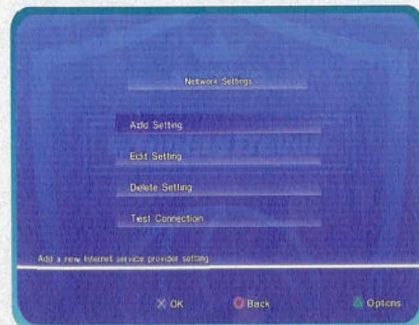 Network Settings
Add Setting
Edit Setting
Delete Setting
Test Connection
Add a new Internet service provider setting
OK Back Options